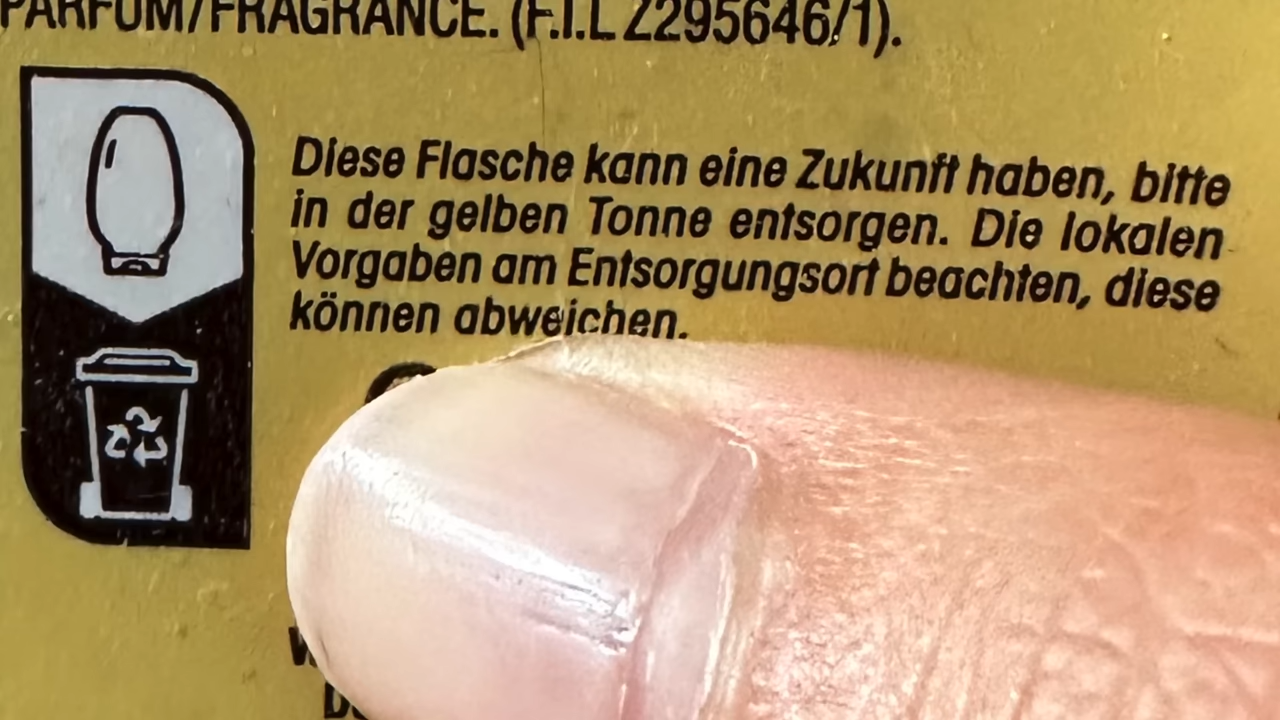 PARFUM/FRAGRANCE. (F.I.L Z295646/1).
Diese Flasche kann eine Zukunft haben, bitte
in der gelben Tonne entsorgen. Die lokalen
Vorgaben am Entsorgungsort beachten, diese
können abweichen.